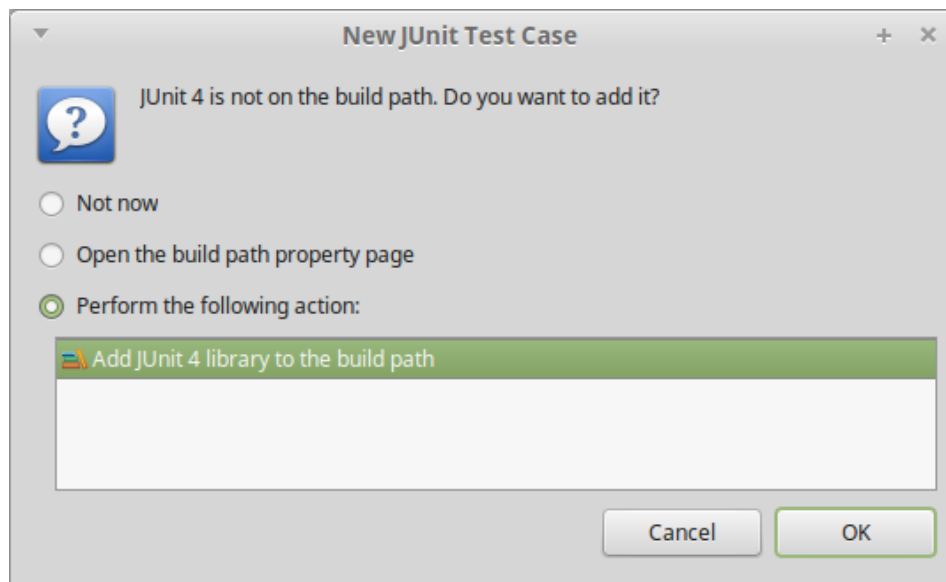 New JUnit Test Case
JUnit 4 is not on the build path. Do you want to add it?
Not now
Open the build path property page
Perform the following action:
Add JUnit 4 library to the build path
Cancel
OK